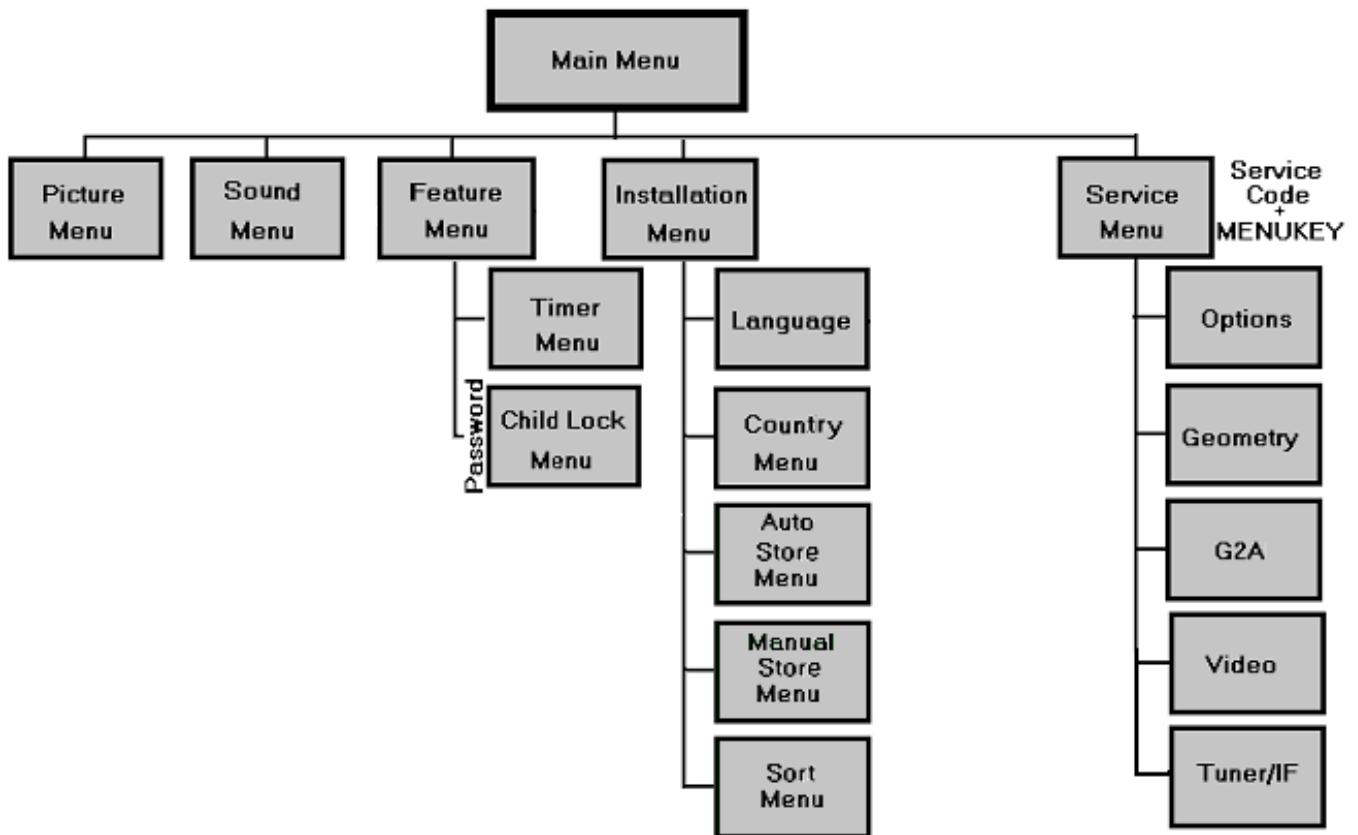 Main Menu
Picture
Menu
Sound
Menu
Feature
Menu
Installation
Menu
Service
Menu
Service
Code
+
MENUKEY
Timer
Menu
Password
Child Lock
Menu
Language
Country
Menu
Auto
Store
Menu
Manual
Store
Menu
Sort
Menu
Options
Geometry
G2A
Video
Tuner/IF